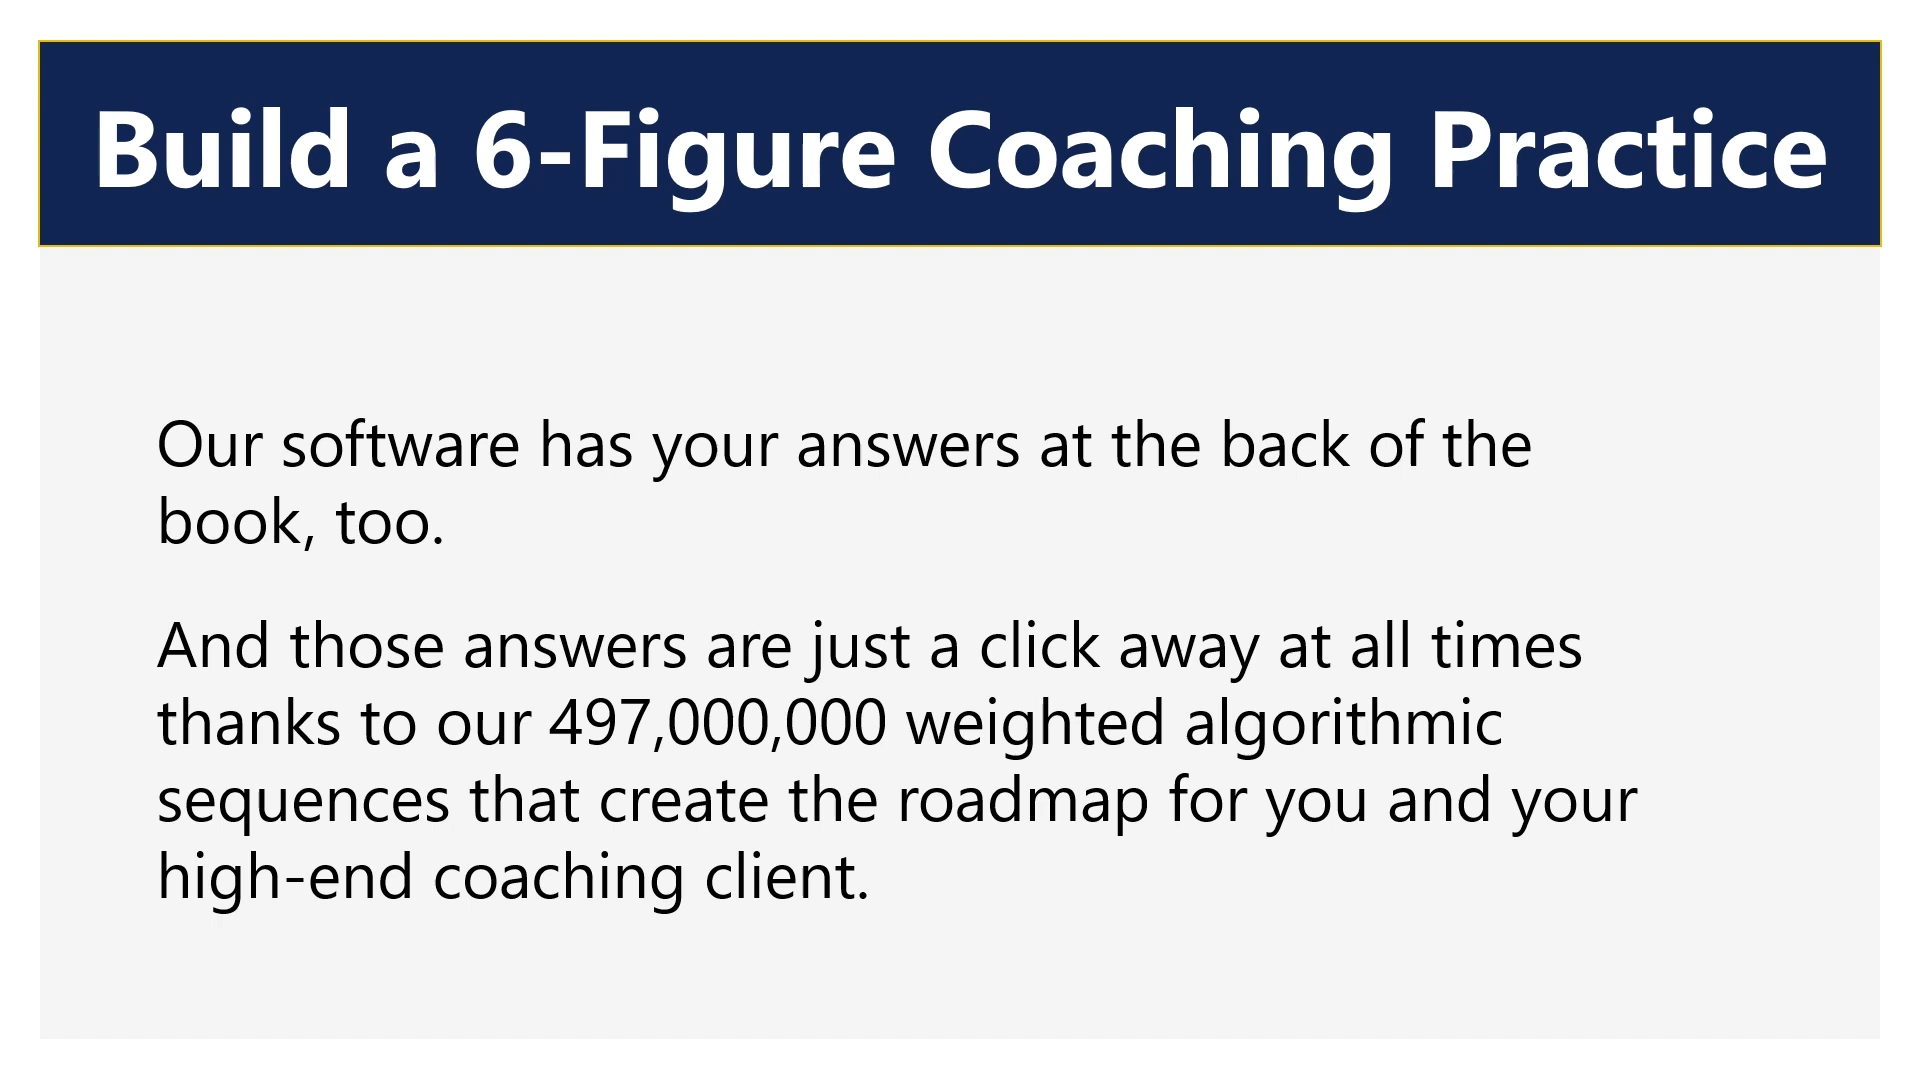 Build a 6-Figure Coaching Practice
Our software has your answers at the back of the
book, too.
And those answers are just a click away at all times
thanks to our 497,000,000 weighted algorithmic
sequences that create the roadmap for you and your
high-end coaching client.